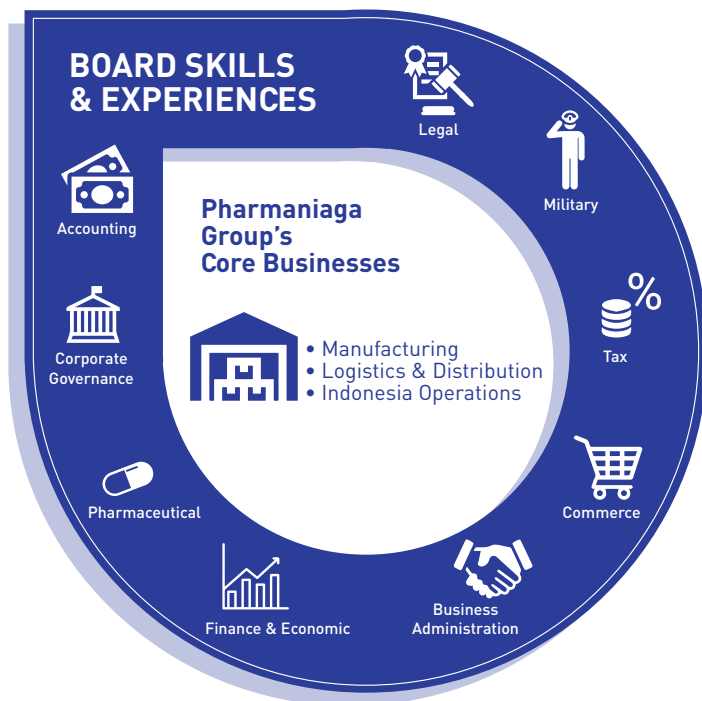 BOARD SKILLS
& EXPERIENCES
Legal
Military
Tax
%
Commerce
Business
Administration
Finance & Economic
Pharmaceutical
Corporate
Governance
Accounting
Pharmaniaga
Group's
Core Businesses
• Manufacturing
• Logistics & Distribution
• Indonesia Operations